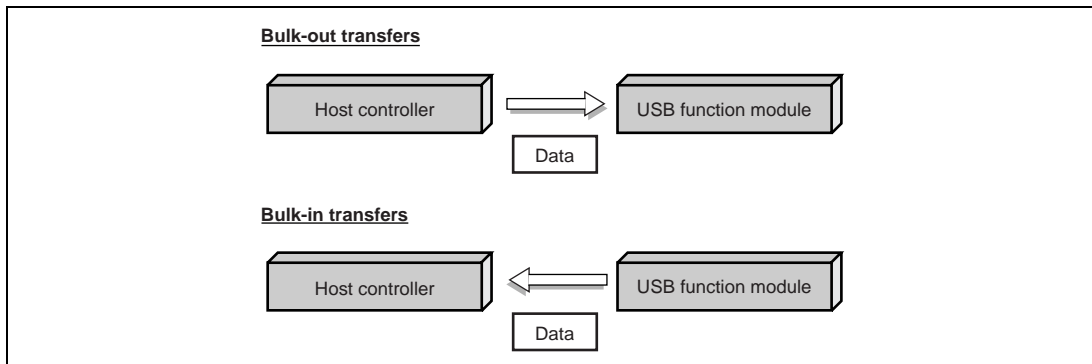 Bulk-out transfers
Host controller
USB function module
Data
Bulk-in transfers
Host controller
USB function module
Data